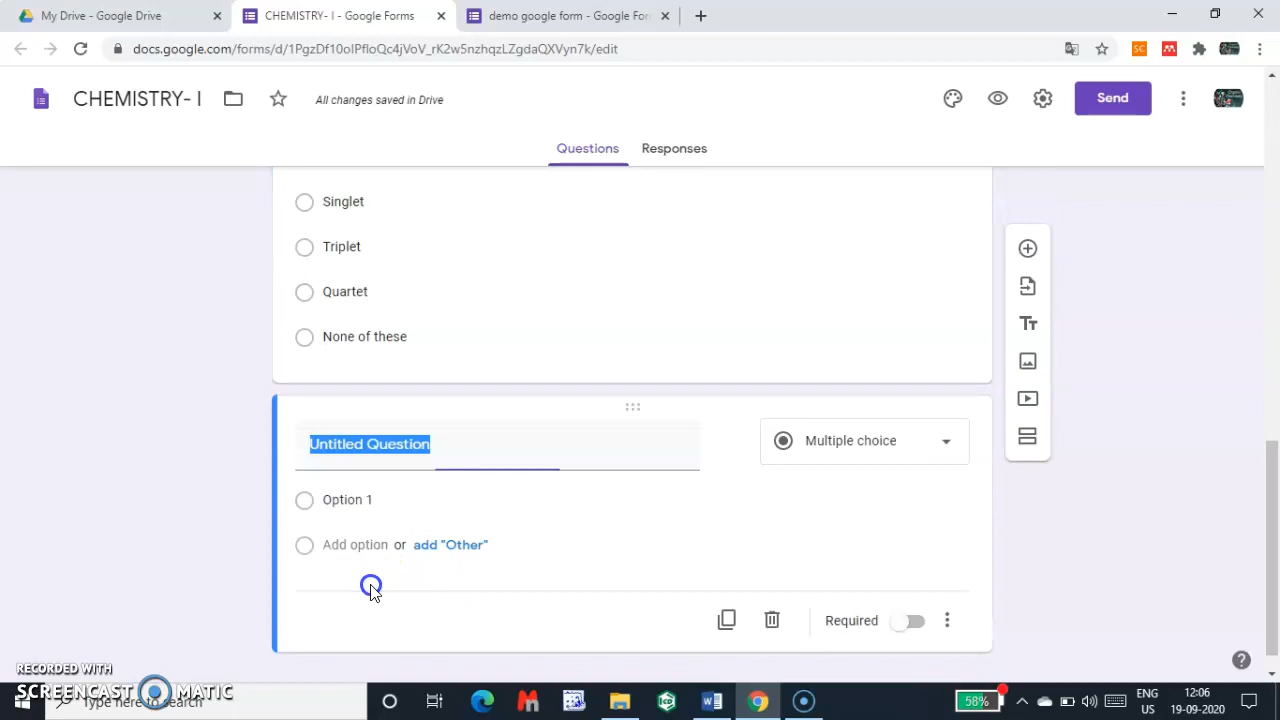 My Drive - Google Drive
CHEMISTRY- I - Google Forms
demo google form - Google For
docs.google.com/forms/d/1PgzDf10oIPfloQc4jVoV_rK2w5nzhqzLZgdaQXVyn7k/edit
CHEMISTRY- I
All changes saved in Drive
Send
Questions
Responses
Singlet
Triplet
Quartet
None of these
Untitled Question
Multiple choice
Option 1
Add option or add "Other"
Required
RECORDED WITH
SCREENCAST MATIC
Type here to search
58%
ENG
US
12:06
19-09-2020